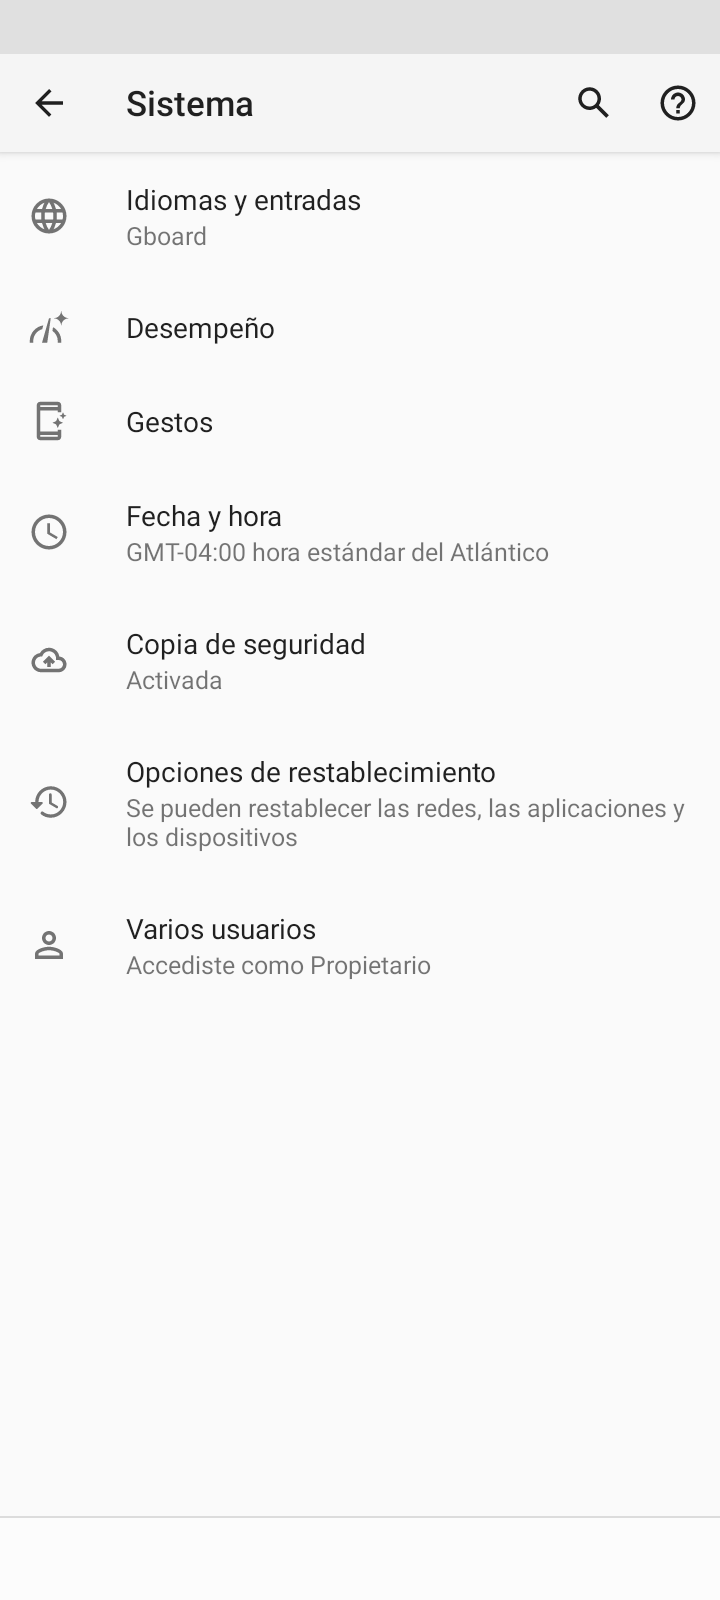 Sistema
Idiomas y entradas
Gboard
Desempeño
Gestos
Fecha y hora
GMT-04:00 hora estándar del Atlántico
Copia de seguridad
Activada
Opciones de restablecimiento
Se pueden restablecer las redes, las aplicaciones y
los dispositivos
Varios usuarios
Accediste como Propietario